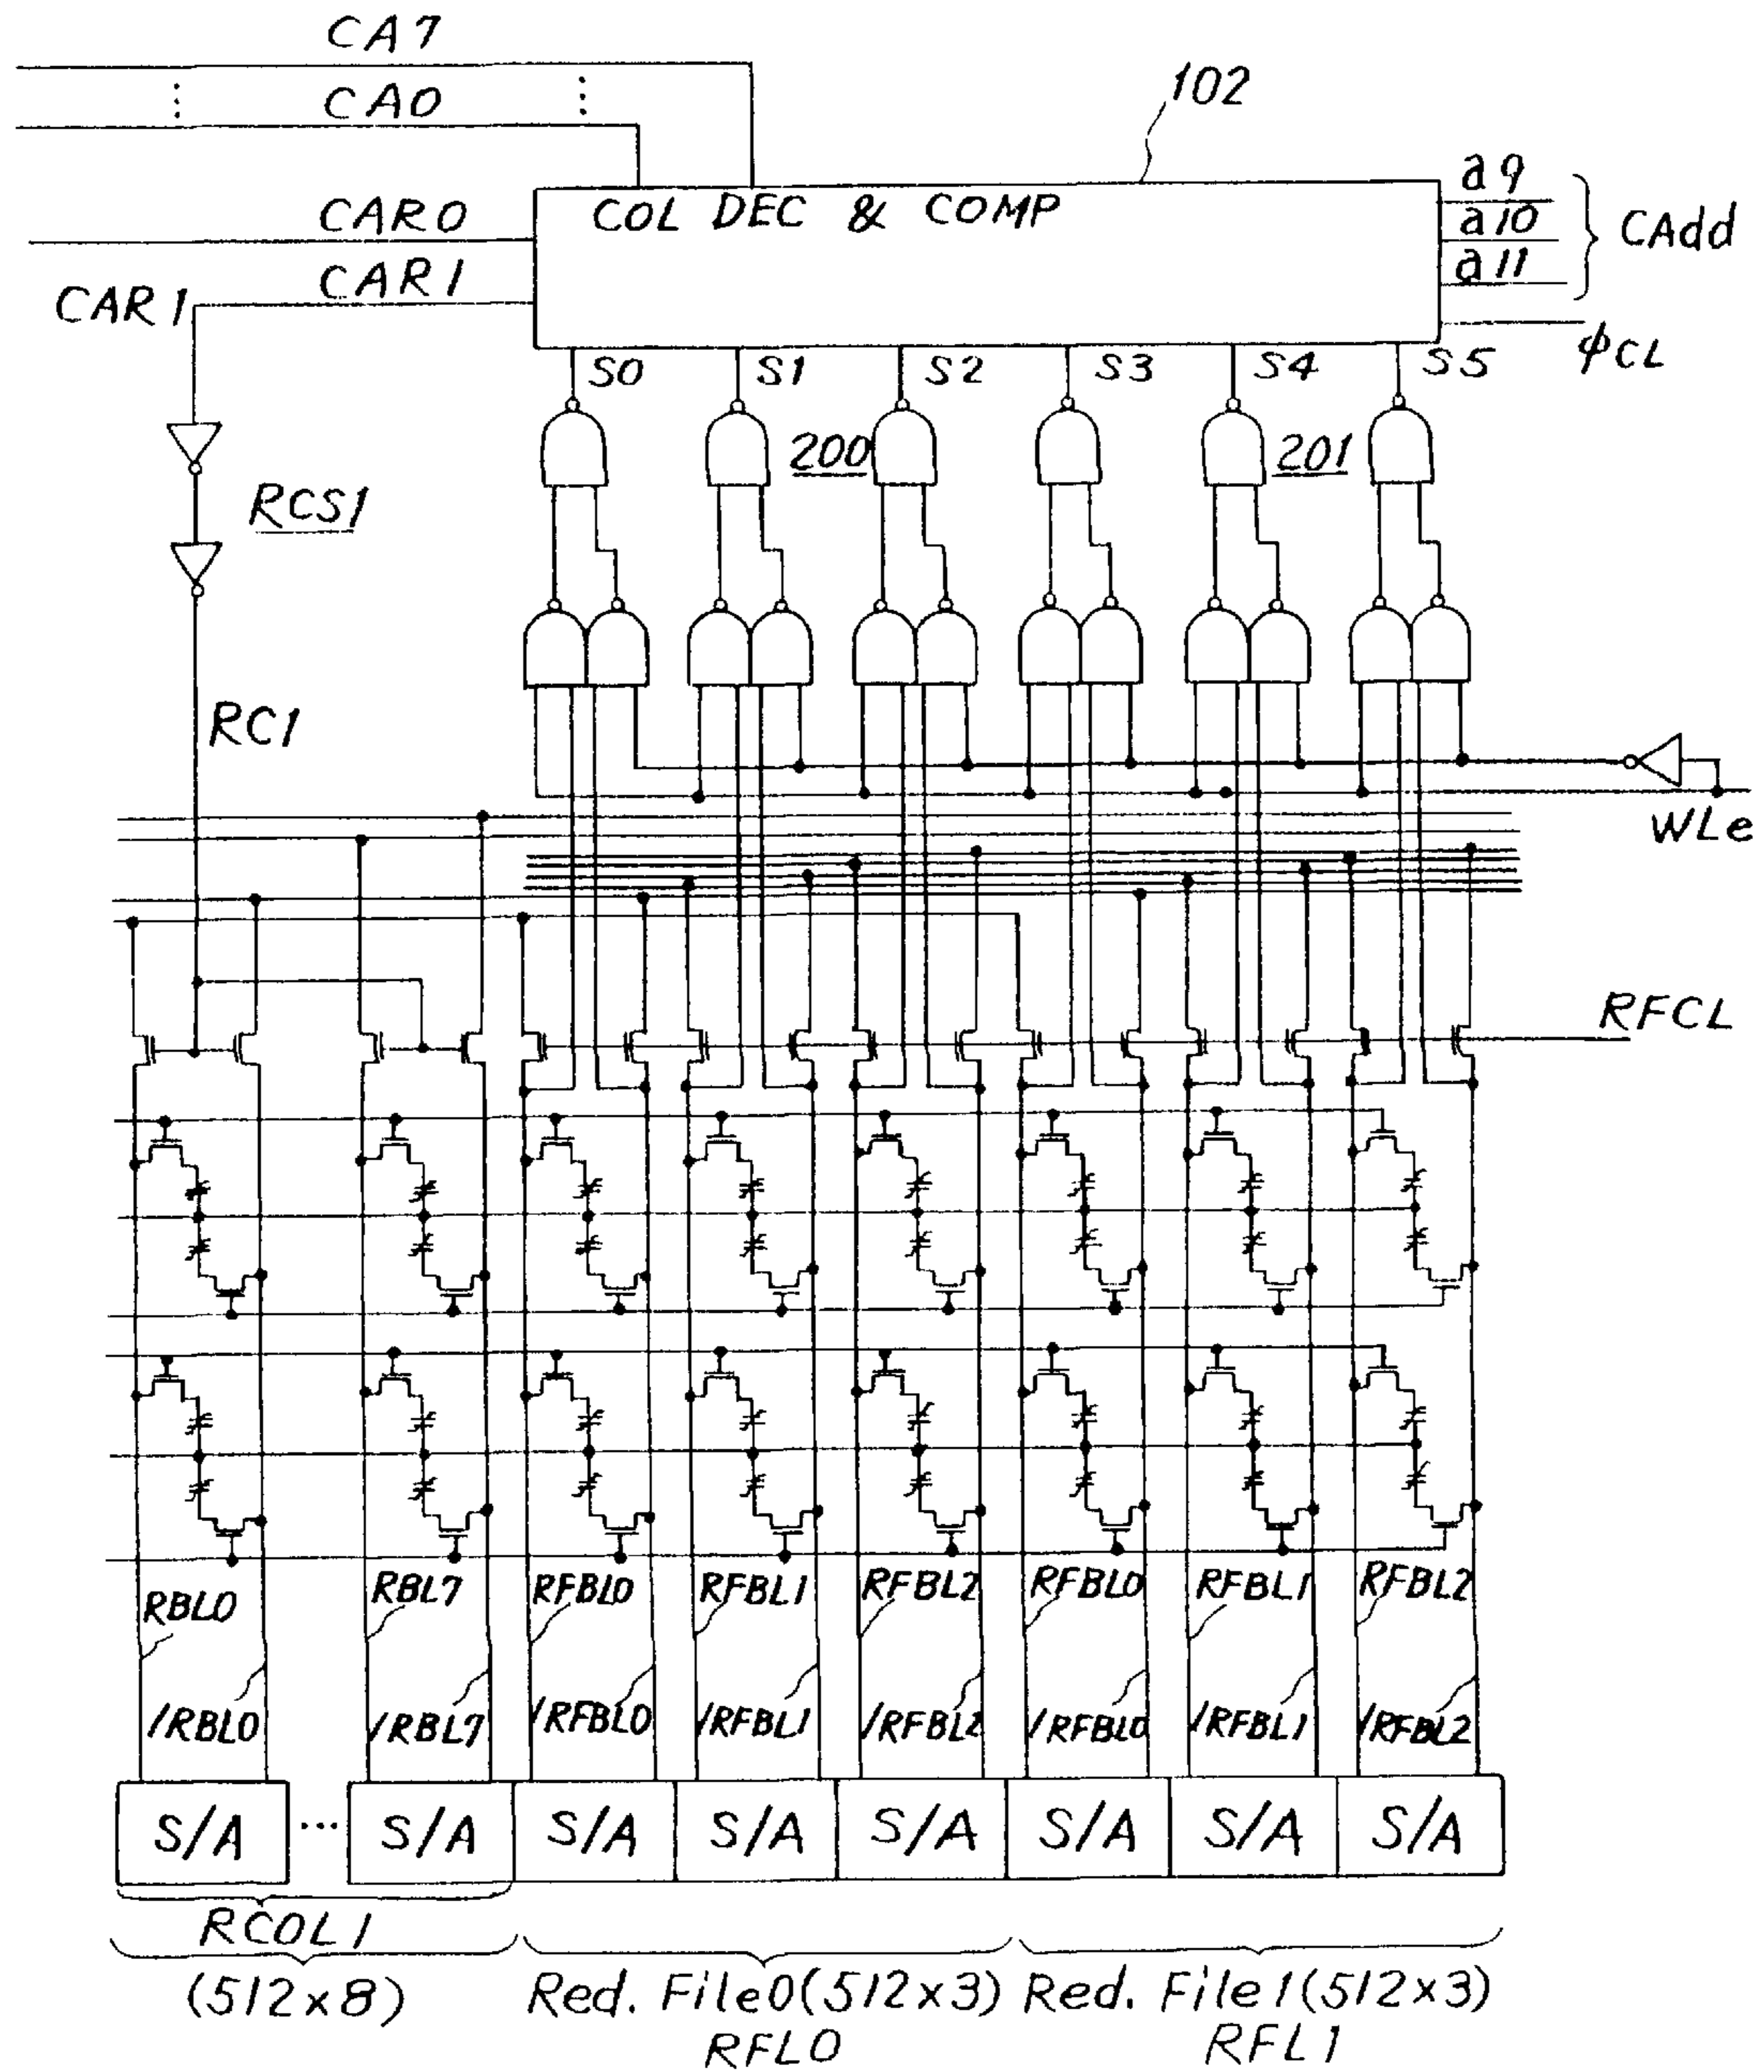 CA7
CA0
102
a9
a10
a11
CAdd
COL DEC & COMP
CAR0
CAR1
CAR1
φCL
S0 S1 S2 S3 S4 S5
200
201
RCS1
RC1
WLe
RFCL
RBL0 RBL7 RFBL0 RFBL1 RFBL2 RFBL0 RFBL1 RFBL2
/RBL0 /RBL7 /RFBL0 /RFBL1 /RFBL2 /RFBL0 /RFBL1 /RFBL2
S/A ... S/A S/A S/A S/A S/A S/A S/A
RCOL1
(512x8) Red. File0(512x3) Red. File1(512x3)
RFL0 RFL1